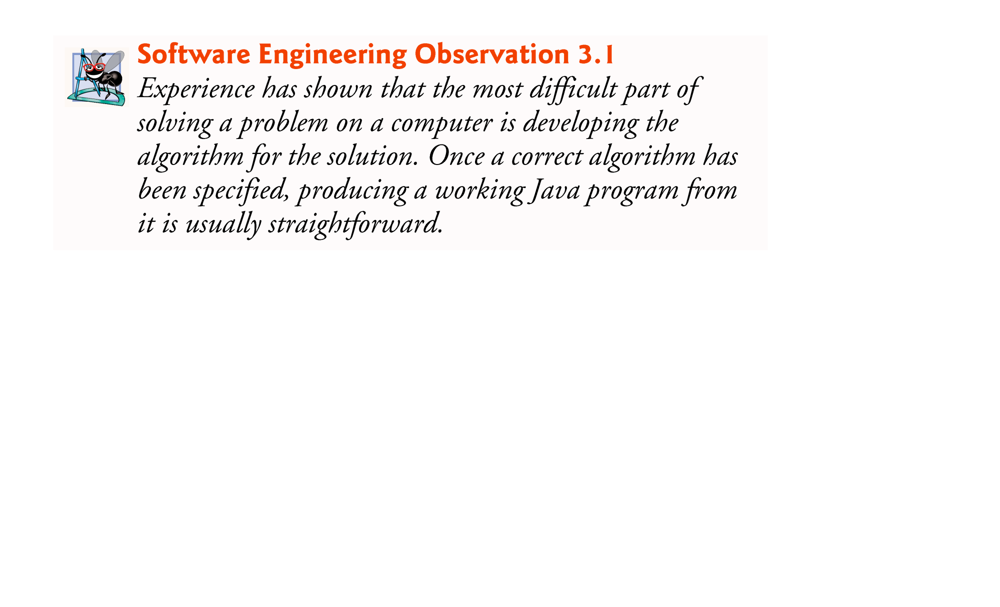 Software Engineering Observation 3.1
Experience has shown that the most difficult part of
solving a problem on a computer is developing the
algorithm for the solution. Once a correct algorithm has
been specified, producing a working Java program from
it is usually straightforward.